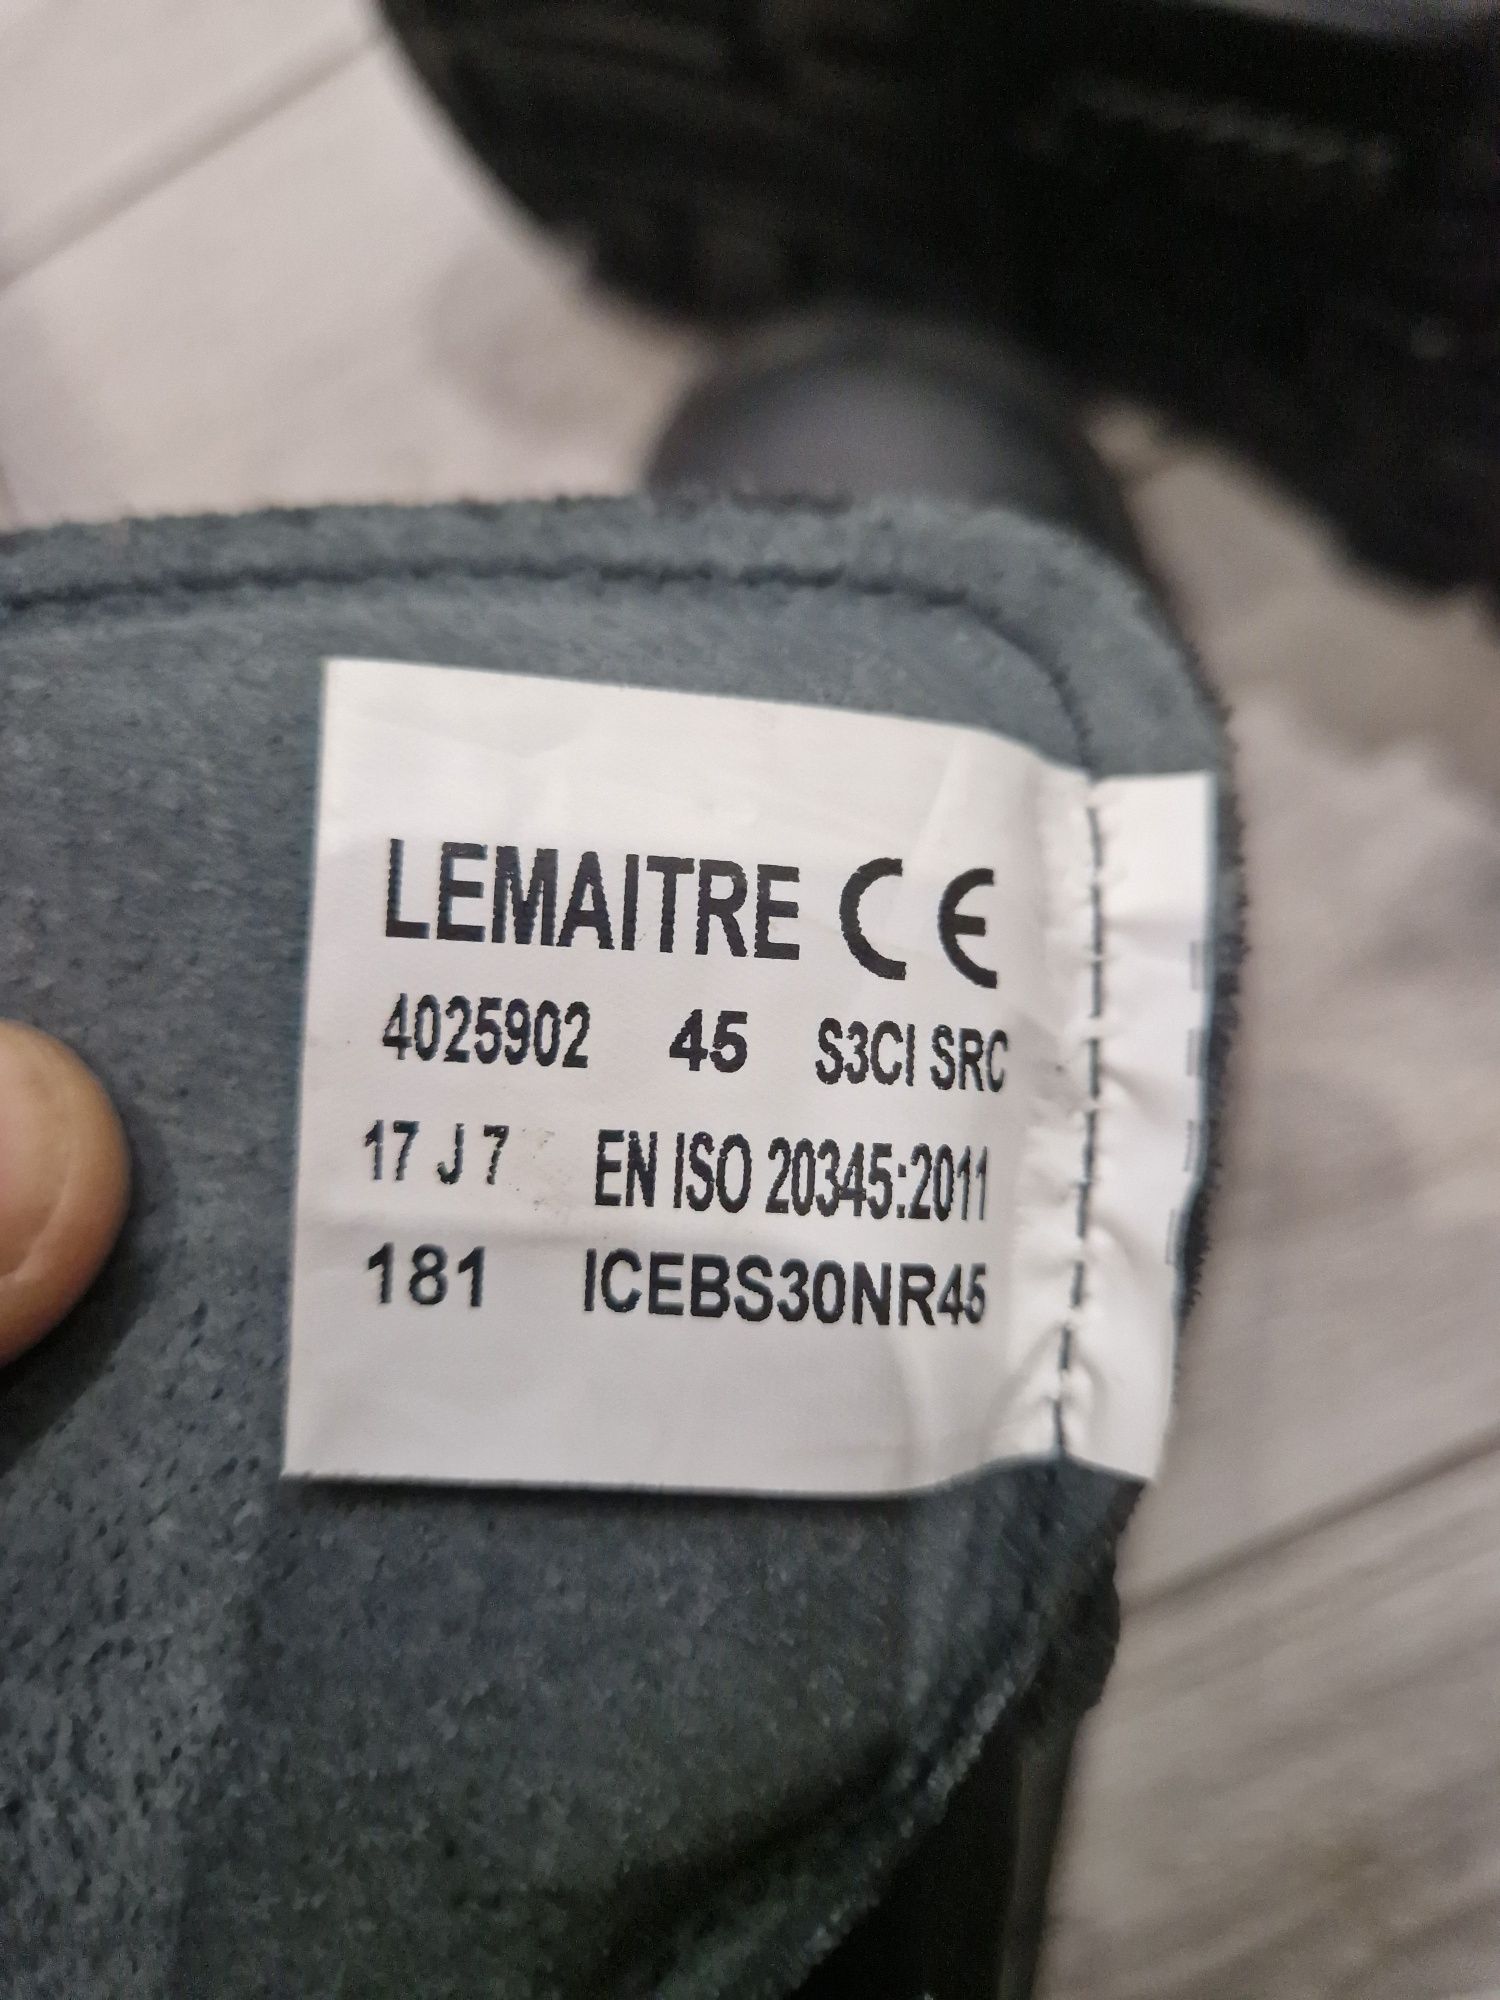 LEMAITRE CE
4025902 45 S3CI SRC
17 J 7 EN ISO 20345:2011
181 ICEBS30NR45